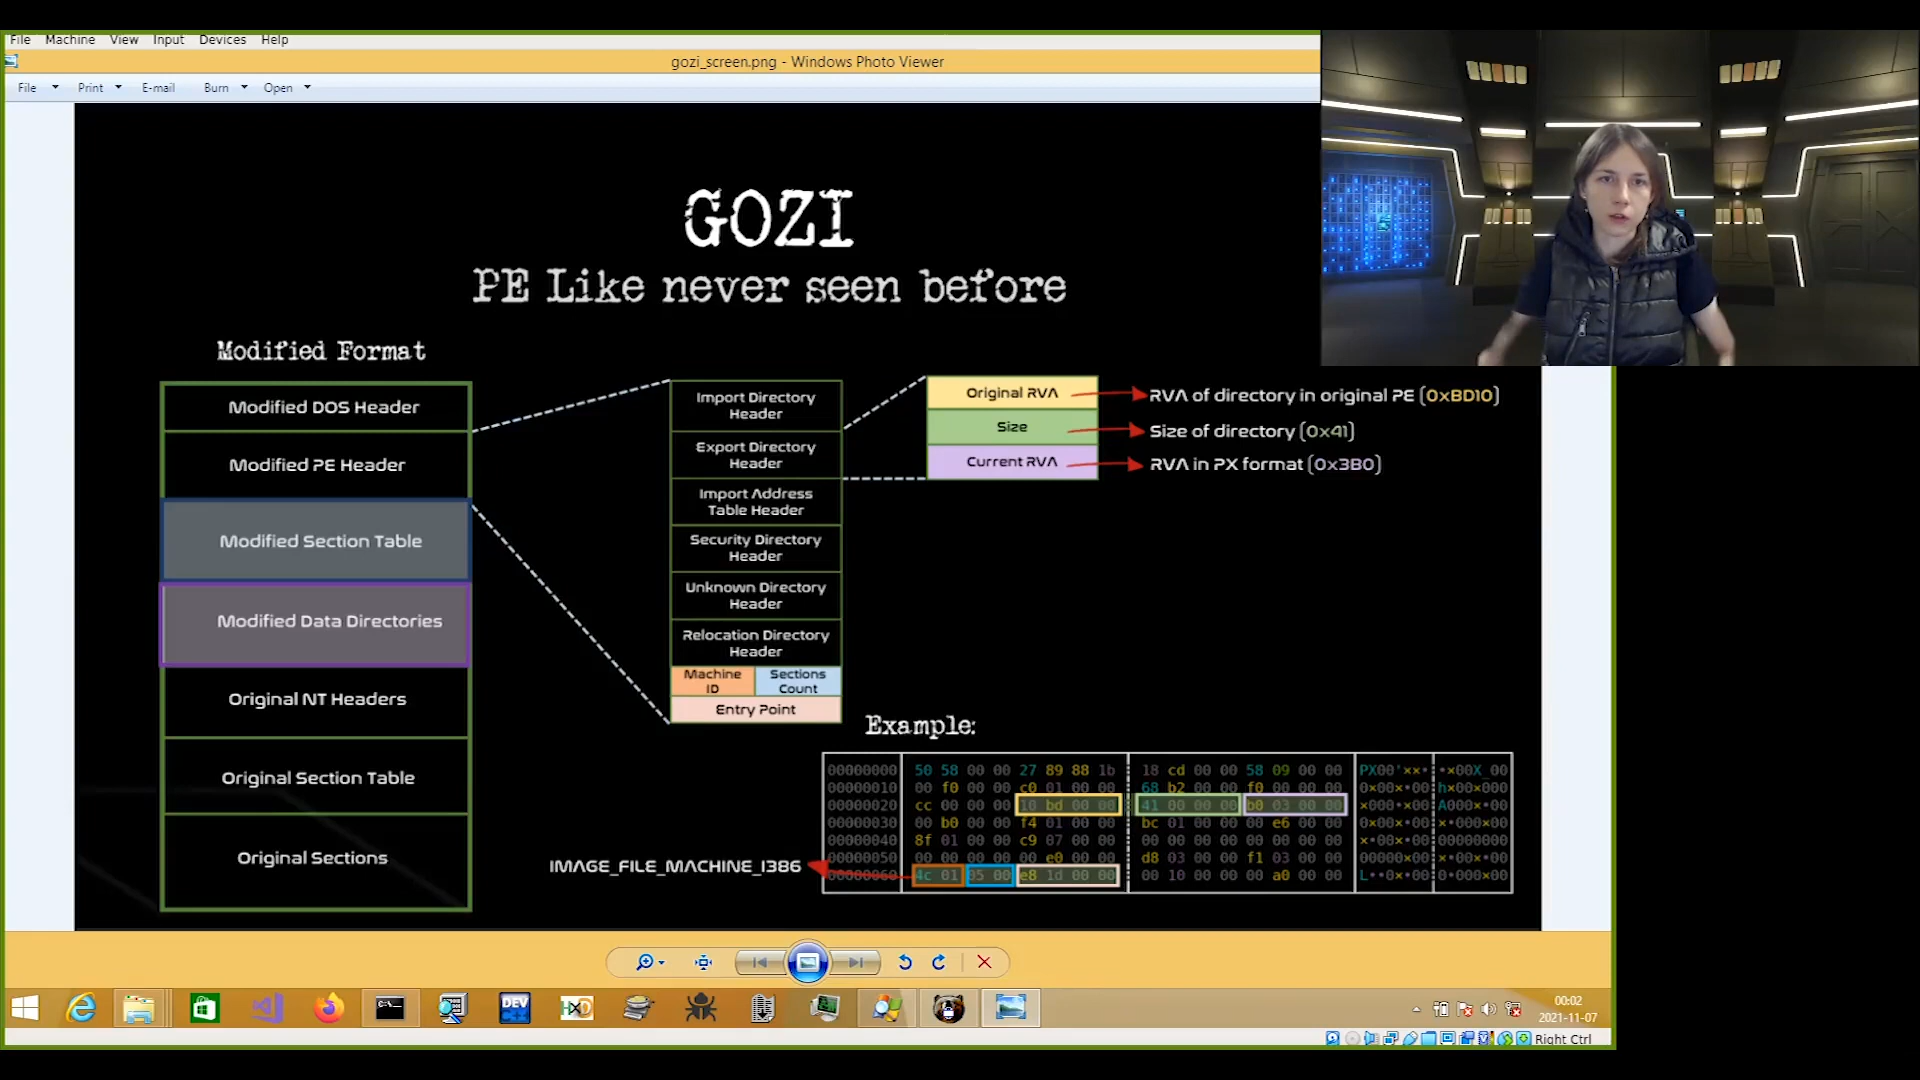 File Machine View Input Devices Help
gozi_screen.png - Windows Photo Viewer
File Print E-mail Burn Open
GOZI
PE Like never seen before
Modified Format
Modified DOS Header
Modified PE Header
Modified Section Table
Modified Data Directories
Original NT Headers
Original Section Table
Original Sections
Import Directory
Header
Export Directory
Header
Import Address
Table Header
Security Directory
Header
Unknown Directory
Header
Relocation Directory
Header
Machine
ID
Sections
Count
Entry Point
Original RVA
Size
Current RVA
RVA of directory in original PE (0xBD10)
Size of directory (0x41)
RVA in PX format (0x3B0)
Example:
00000000 50 58 00 00 27 89 88 1b 18 cd 00 00 58 09 00 00
00000010 00 f0 00 00 c0 01 00 00 68 b2 00 00 f0 00 00 00
00000020 cc 00 00 00 10 bd 00 00 41 00 00 00 b0 03 00 00
00000030 00 b0 00 00 f4 01 00 00 bc 01 00 00 00 e6 00 00
00000040 8f 01 00 00 c9 07 00 00 00 00 00 00 00 00 00 00
00000050 00 00 00 00 00 e0 00 00 d8 03 00 00 f1 03 00 00
00000060 4c 01 05 00 e8 1d 00 00 00 10 00 00 00 a0 00 00
IMAGE_FILE_MACHINE_I386
DEV
C++
00:02
2021-11-07
Right Ctrl